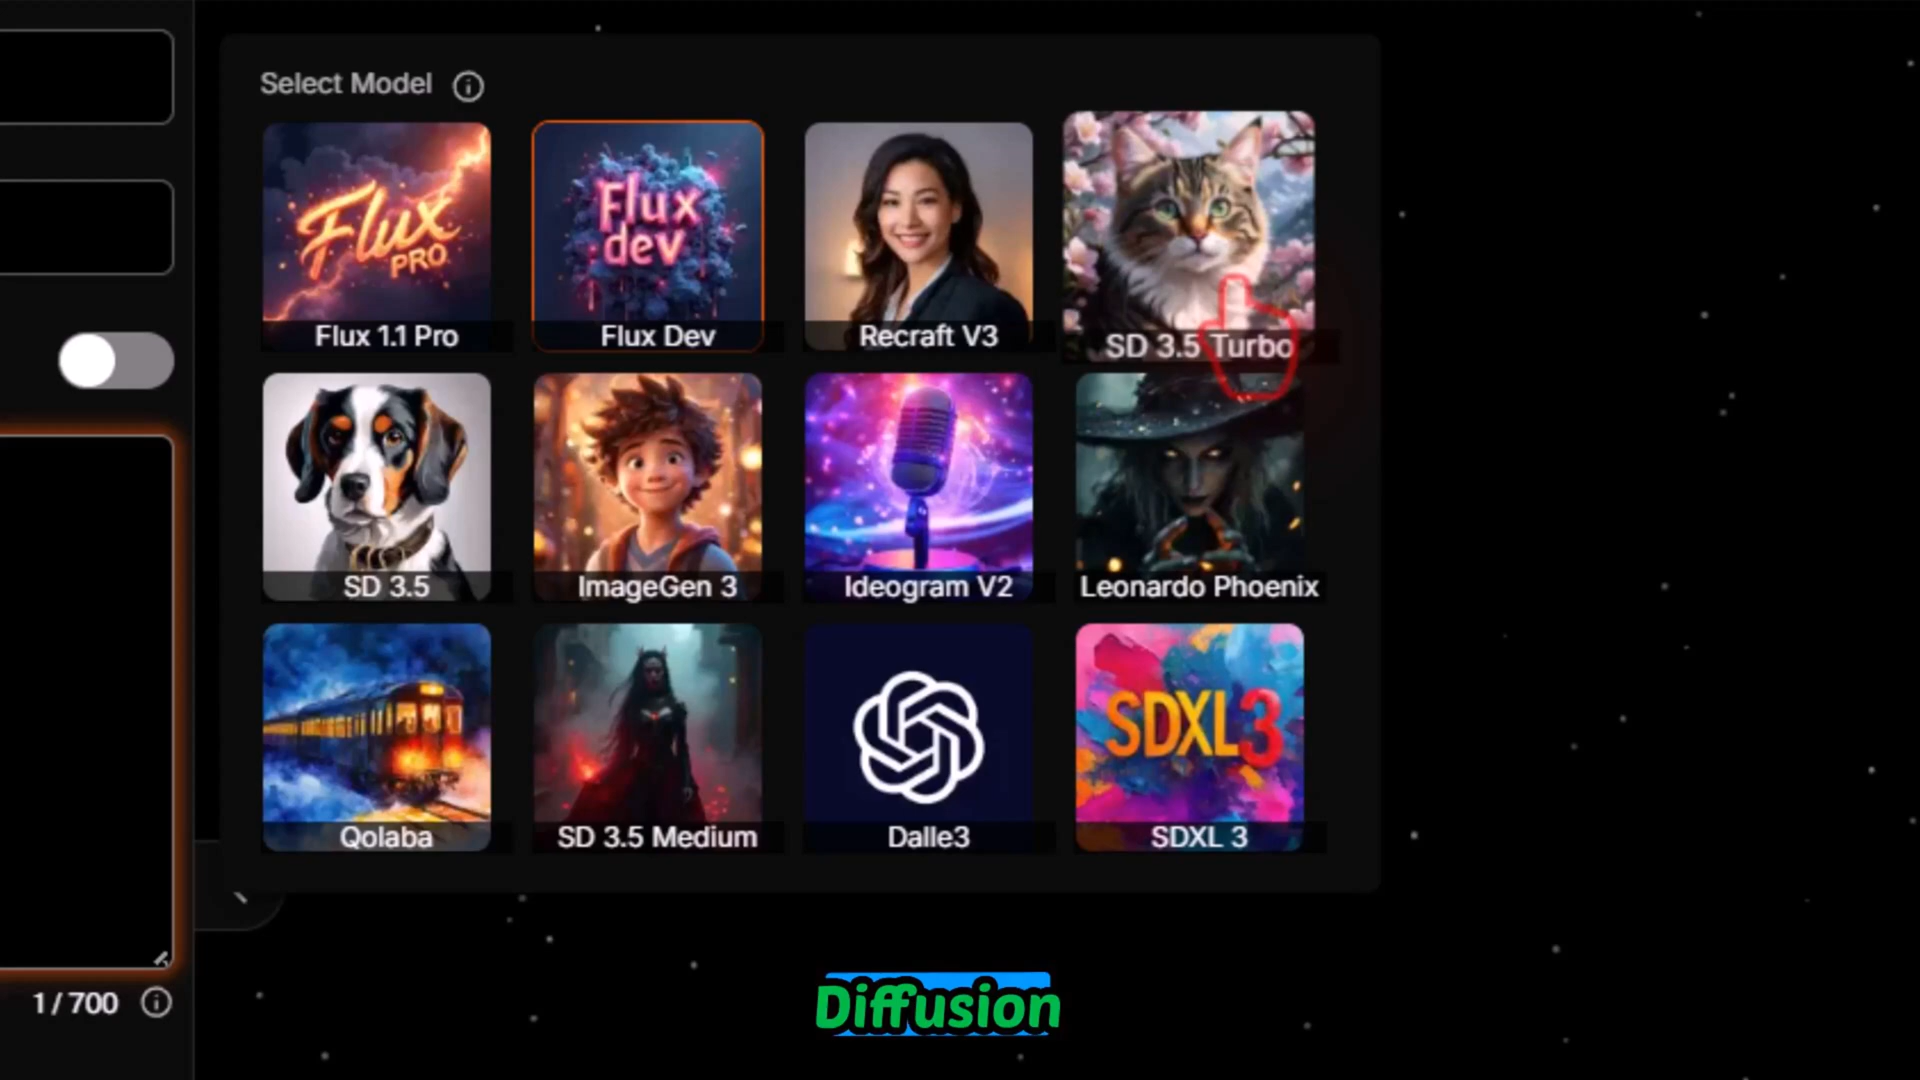 Select Model
Flux PRO
Flux 1.1 Pro
Flux dev
Flux Dev
Recraft V3
SD 3.5 Turbo
SD 3.5
ImageGen 3
Ideogram V2
Leonardo Phoenix
Qolaba
SD 3.5 Medium
Dalle3
SDXL3
SDXL 3
1 / 700
Diffusion